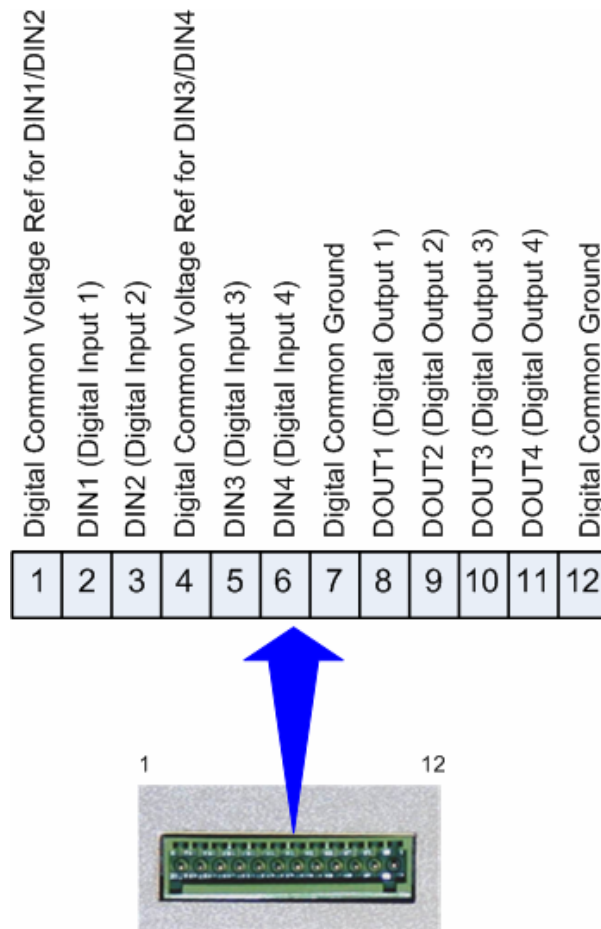 Digital Common Voltage Ref for DIN1/DIN2
DIN1 (Digital Input 1)
DIN2 (Digital Input 2)
Digital Common Voltage Ref for DIN3/DIN4
DIN3 (Digital Input 3)
DIN4 (Digital Input 4)
Digital Common Ground
DOUT1 (Digital Output 1)
DOUT2 (Digital Output 2)
DOUT3 (Digital Output 3)
DOUT4 (Digital Output 4)
Digital Common Ground
1 2 3 4 5 6 7 8 9 10 11 12
1 12